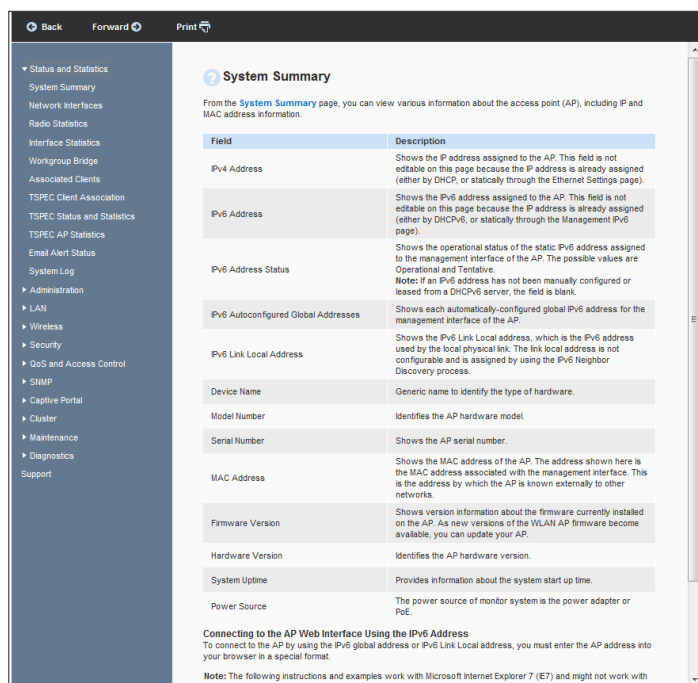 Back Forward Print
Status and Statistics
System Summary
Network Interfaces
Radio Statistics
Interface Statistics
Workgroup Bridge
Associated Clients
TSPEC Client Association
TSPEC Status and Statistics
TSPEC AP Statistics
Email Alert Status
System Log
Administration
LAN
Wireless
Security
QoS and Access Control
SNMP
Captive Portal
Cluster
Maintenance
Diagnostics
Support
? System Summary
From the System Summary page, you can view various information about the access point (AP), including IP and
MAC address information.
Field Description
IPv4 Address
Shows the IP address assigned to the AP. This field is not
editable on this page because the IP address is already assigned
(either by DHCP, or statically through the Ethernet Settings page).
IPv6 Address
Shows the IPv6 address assigned to the AP. This field is not
editable on this page because the IP address is already assigned
(either by DHCPv6, or statically through the Management IPv6
page).
IPv6 Address Status
Shows the operational status of the static IPv6 address assigned
to the management interface of the AP. The possible values are
Operational and Tentative.
Note: If an IPv6 address has not been manually configured or
leased from a DHCPv6 server, the field is blank.
IPv6 Autoconfigured Global Addresses
Shows each automatically-configured global IPv6 address for the
management interface of the AP.
IPv6 Link Local Address
Shows the IPv6 Link Local address, which is the IPv6 address
used by the local physical link. The link local address is not
configurable and is assigned by using the IPv6 Neighbor
Discovery process.
Device Name Generic name to identify the type of hardware.
Model Number Identifies the AP hardware model.
Serial Number Shows the AP serial number.
MAC Address
Shows the MAC address of the AP. The address shown here is
the MAC address associated with the management interface. This
is the address by which the AP is known externally to other
networks.
Firmware Version
Shows version information about the firmware currently installed
on the AP. As new versions of the WLAN AP firmware become
available, you can update your AP.
Hardware Version Identifies the AP hardware version.
System Uptime Provides information about the system start up time.
Power Source
The power source of monitor system is the power adapter or
PoE.
Connecting to the AP Web Interface Using the IPv6 Address
To connect to the AP by using the IPv6 global address or IPv6 Link Local address, you must enter the AP address into
your browser in a special format.
Note: The following instructions and examples work with Microsoft Internet Explorer 7 (IE7) and might not work with